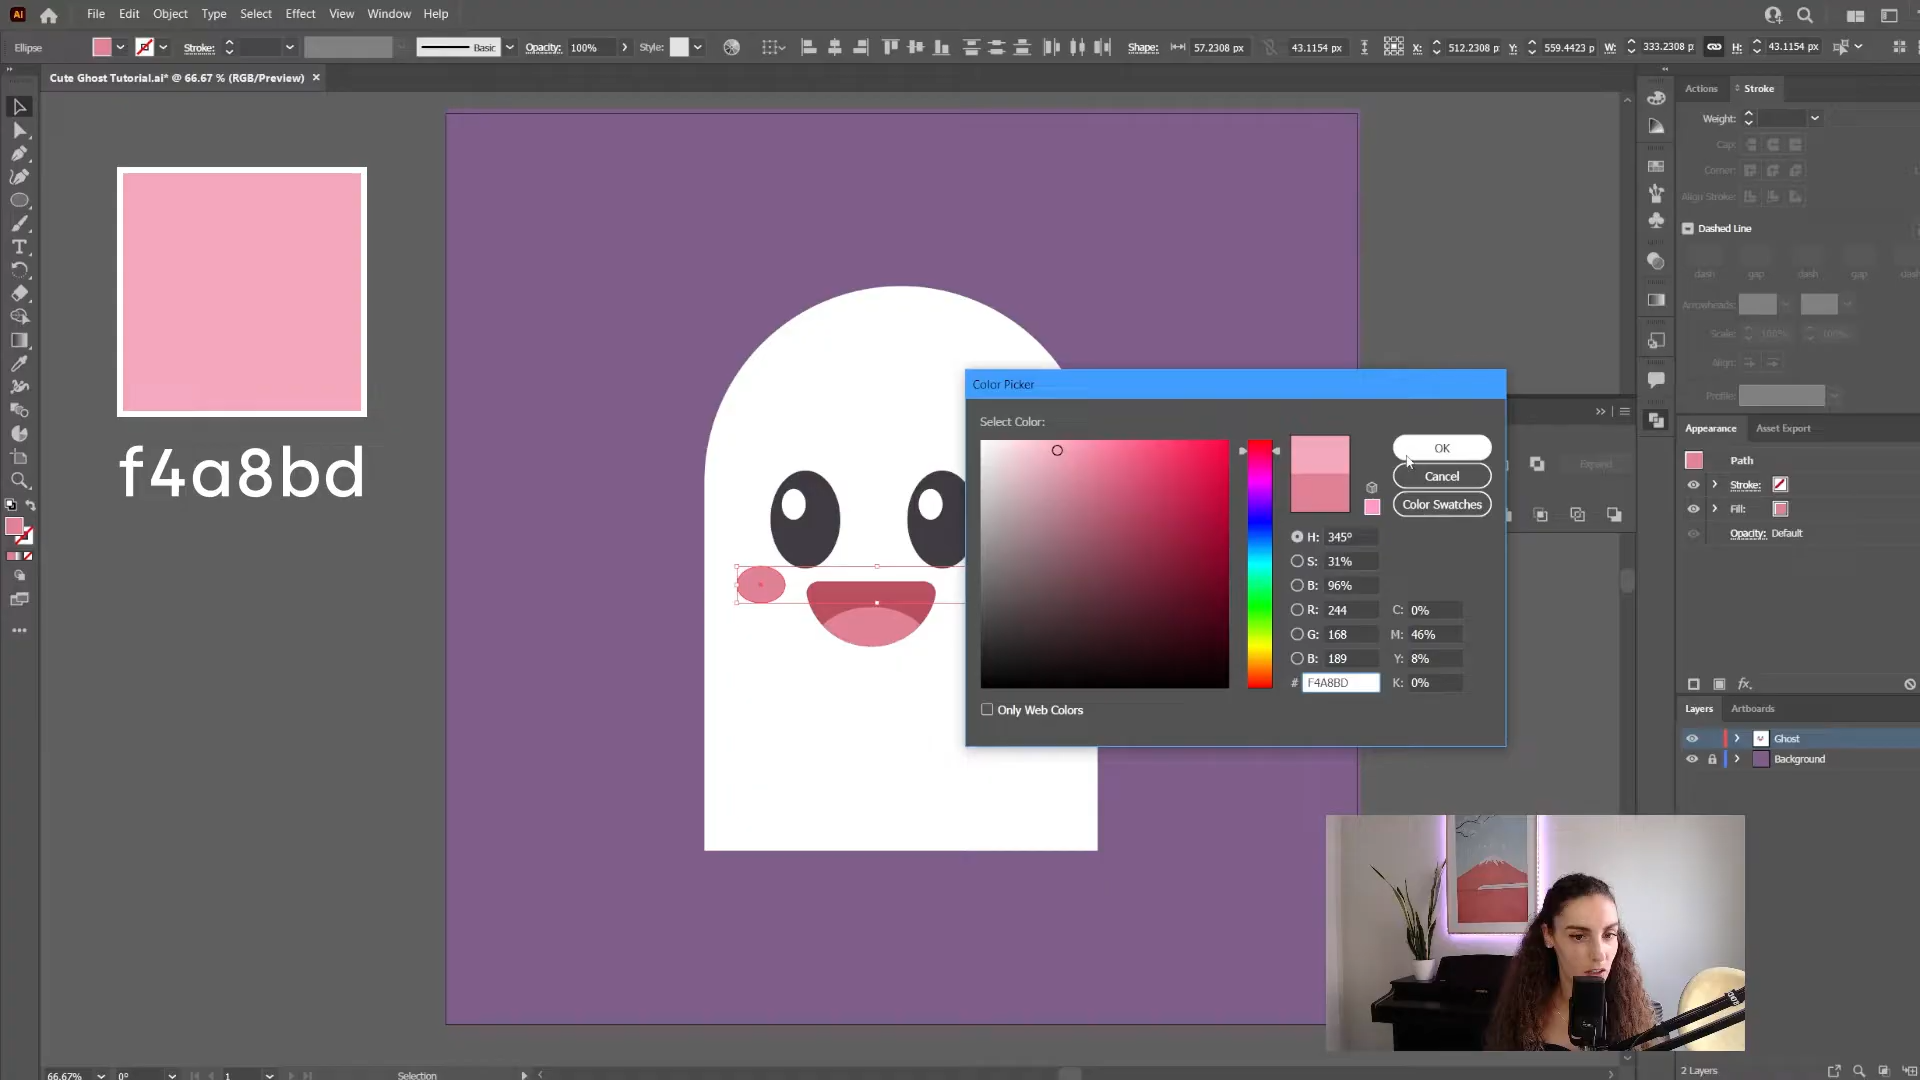 Ai File Edit Object Type Select Effect View Window Help
Ellipse Stroke: Basic Opacity: 100% Style: Shape: 57.2308 px 43.1154 px X: 512.2308 p Y: 559.4423 p W: 333.2308 p H: 43.1154 px
Cute Ghost Tutorial.ai* @ 66.67 % (RGB/Preview) ×
f4a8bd
Color Picker
Select Color:
OK
Cancel
Color Swatches
H: 345°
S: 31%
B: 96%
R: 244 C: 0%
G: 168 M: 46%
B: 189 Y: 8%
# F4A8BD K: 0%
Only Web Colors
Expand
Actions Stroke
Weight:
Cap:
Corner:
Align Stroke:
Dashed Line
dash gap dash gap
Arrowheads:
Scale: 100% 100%
Align:
Profile:
Appearance Asset Export
Path
Stroke:
Fill:
Opacity: Default
fx
Layers Artboards
Ghost
Background
2 Layers
66.67% 0° 1 Selection